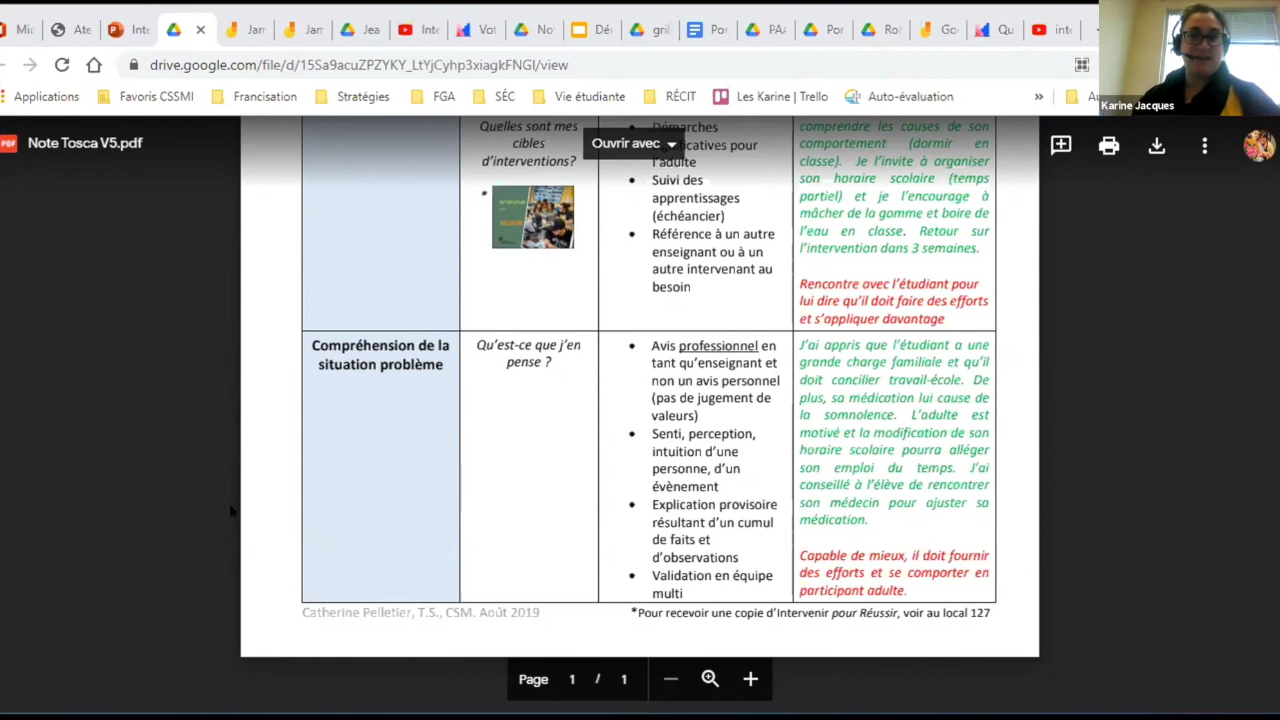 Mic
Ate
Inte
Jam
Jam
Jea
Inte
Vot
No
Dé
gril
Por
PAA
Por
Rol
Go
Qu
inte
drive.google.com/file/d/15Sa9acuZPZYKY_LtYjCyhp3xiagkFNGl/view
Applications
Favoris CSSMI
Francisation
Stratégies
FGA
SÉC
Vie étudiante
RÉCIT
Les Karine | Trello
Auto-évaluation
»
Karine Jacques
PDF
Note Tosca V5.pdf
Ouvrir avec
Quelles sont mes
cibles
d'interventions?
*
• Démarches
pour
l'adulte
• Suivi des
apprentissages
(échéancier)
• Référence à un autre
enseignant ou à un
autre intervenant au
besoin
comprendre les causes de son
comportement (dormir en
classe). Je l'invite à organiser
son horaire scolaire (temps
partiel) et je l'encourage à
mâcher de la gomme et boire de
l'eau en classe. Retour sur
l'intervention dans 3 semaines.
Rencontre avec l'étudiant pour
lui dire qu'il doit faire des efforts
et s'appliquer davantage
Compréhension de la
situation problème
Qu'est-ce que j'en
pense ?
• Avis professionnel en
tant qu'enseignant et
non un avis personnel
(pas de jugement de
valeurs)
• Senti, perception,
intuition d'une
personne, d'un
évènement
• Explication provisoire
résultant d'un cumul
de faits et
d'observations
• Validation en équipe
multi
J'ai appris que l'étudiant a une
grande charge familiale et qu'il
doit concilier travail-école. De
plus, sa médication lui cause de
la somnolence. L'adulte est
motivé et la modification de son
horaire scolaire pourra alléger
son emploi du temps. J'ai
conseillé à l'élève de rencontrer
son médecin pour ajuster sa
médication.
Capable de mieux, il doit fournir
des efforts et se comporter en
participant adulte.
Catherine Pelletier, T.S., CSM. Août 2019
*Pour recevoir une copie d'Intervenir pour Réussir, voir au local 127
Page 1 / 1